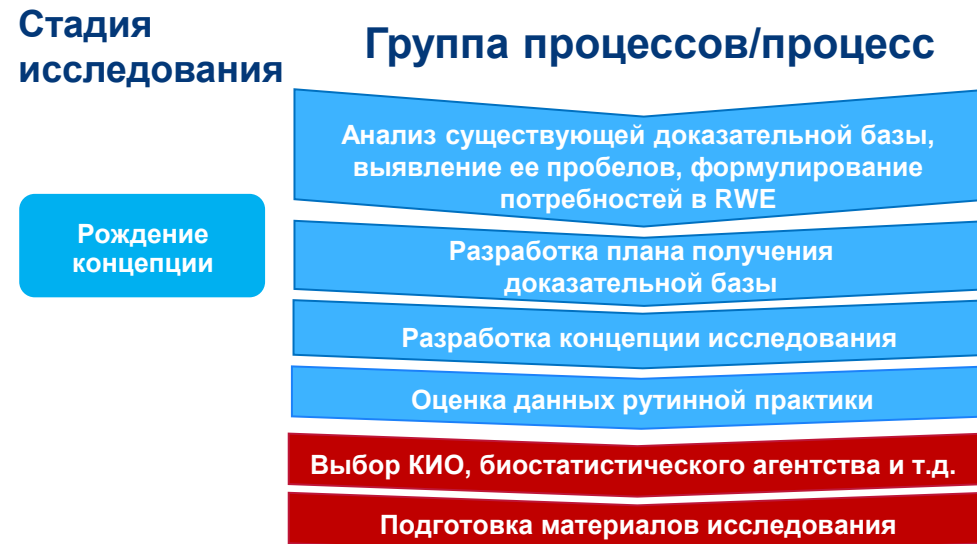 Стадия
исследования
Группа процессов/процесс
Анализ существующей доказательной базы,
выявление ее пробелов, формулирование
потребностей в RWE
Рождение
концепции
Разработка плана получения
доказательной базы
Разработка концепции исследования
Оценка данных рутинной практики
Выбор КИО, биостатистического агентства и т.д.
Подготовка материалов исследования